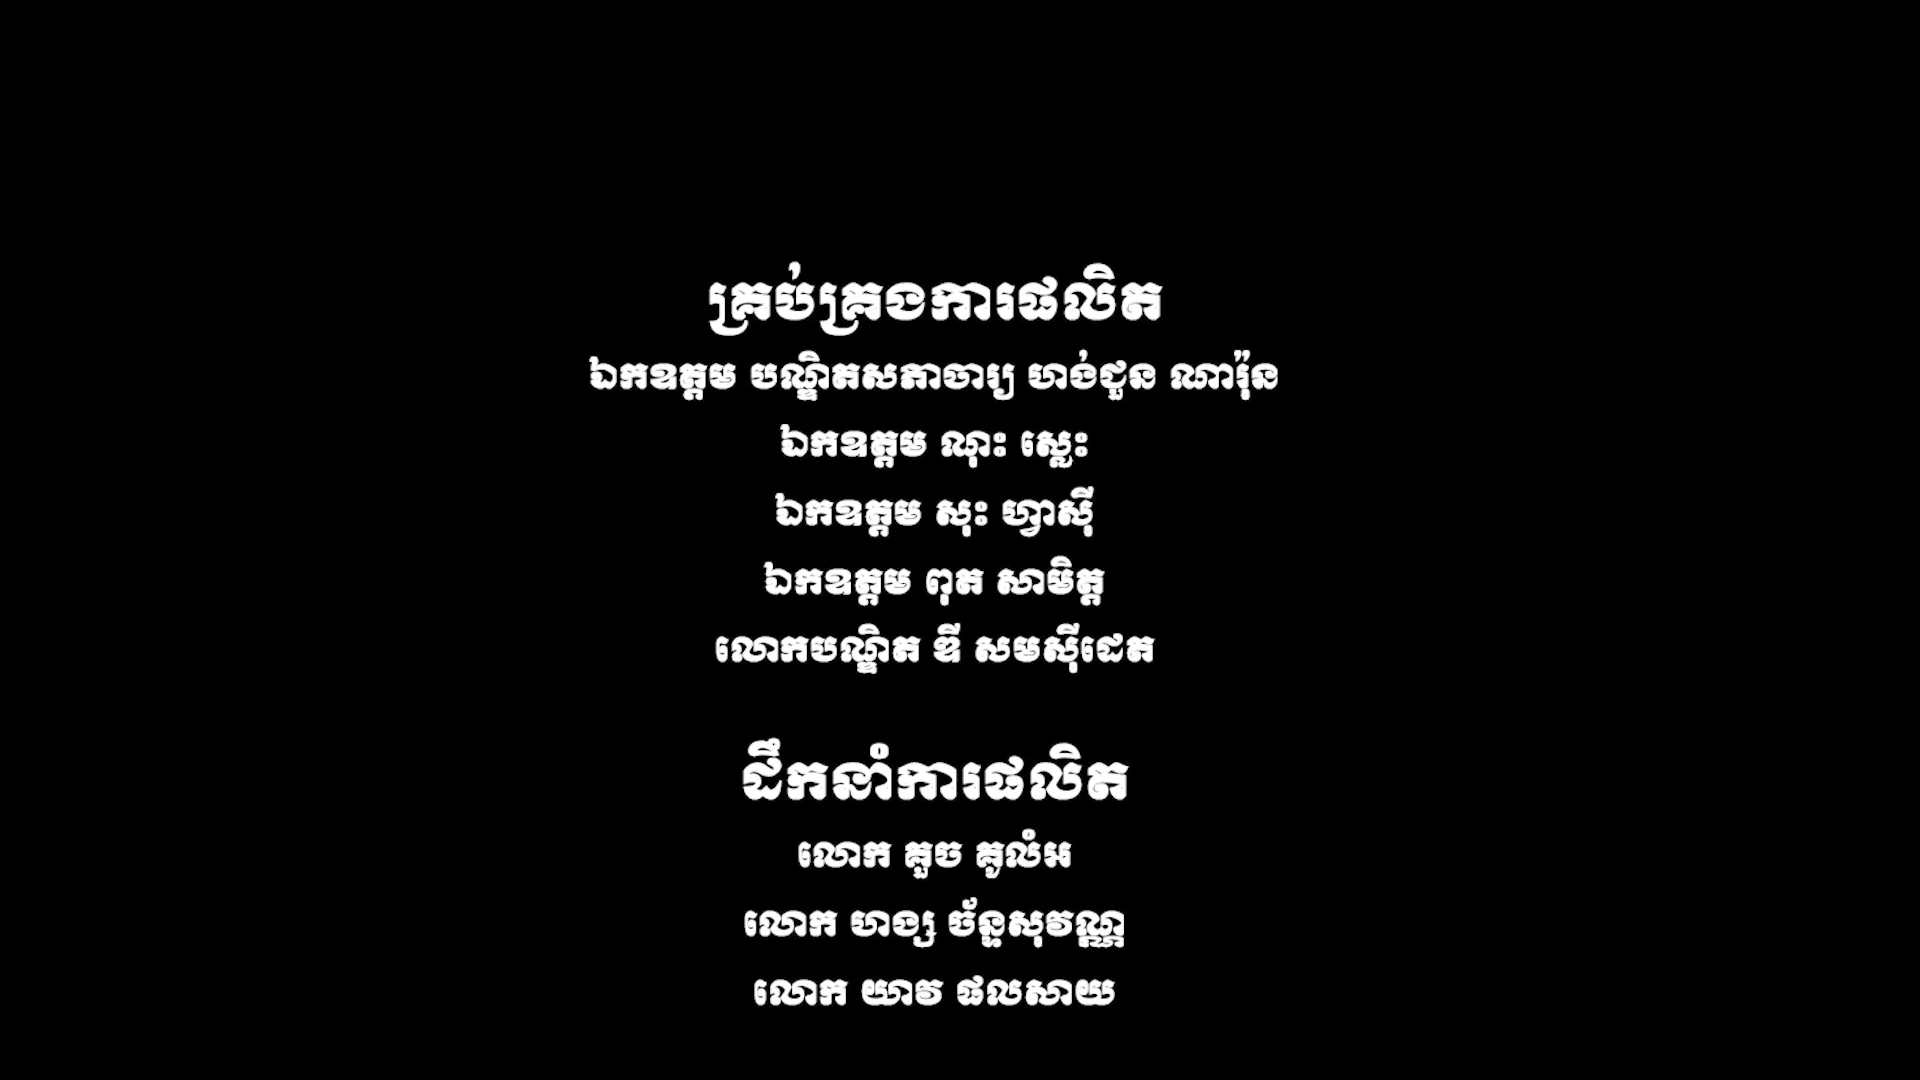 គ្រប់គ្រងការផលិត
ឯកឧត្តម បណ្ឌិតសភាចារ្យ ហង់ជួន ណារ៉ុន
ឯកឧត្តម ណុះ ស្លេះ
ឯកឧត្តម សុះ ហ្វាស៊ី
ឯកឧត្តម ពុត សាមិត្ត
លោកបណ្ឌិត ឌី សមស៊ីដេត
ដឹកនាំការផលិត
លោក គួច គូលំអ
លោក ហង្ស ច័ន្ទសុវណ្ណ
លោក យាវ ផលសាយ